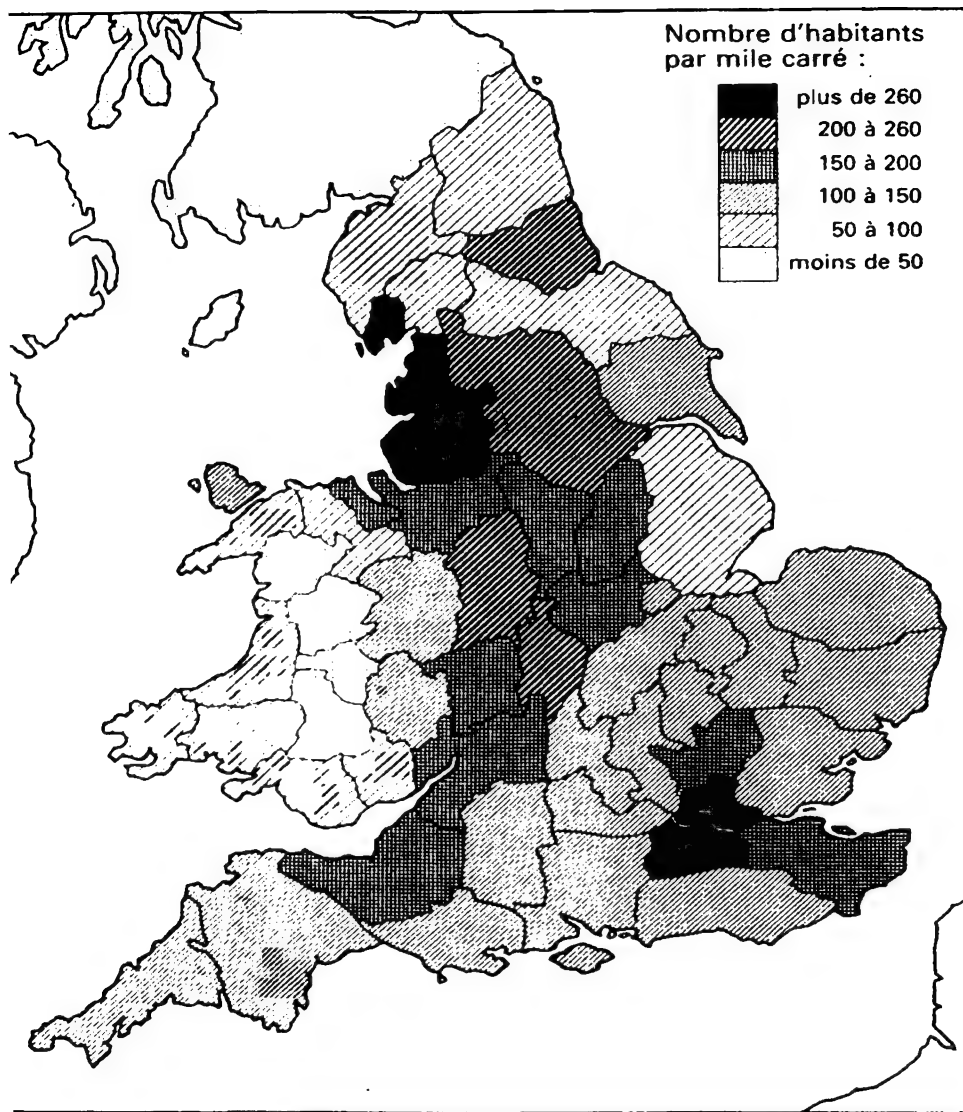 Nombre d'habitants
par mile carré :
plus de 260
200 à 260
150 à 200
100 à 150
50 à 100
moins de 50